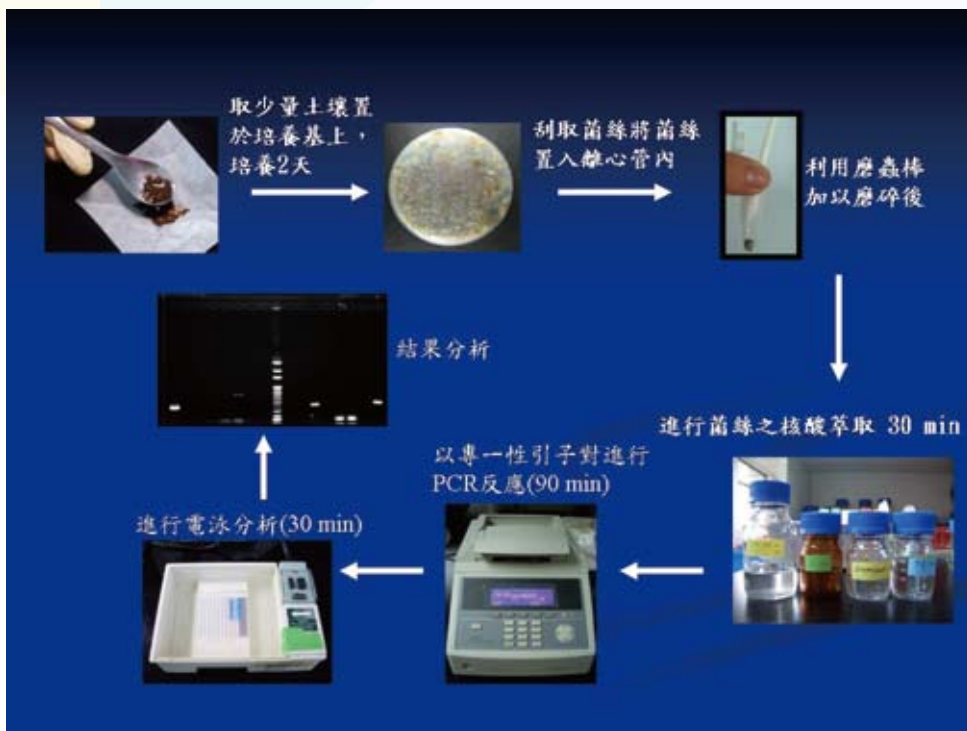 取少量土壤置
於培養基上，
培養2天
刮取菌絲將菌絲
置入離心管內
利用磨蟲棒
加以磨碎後
進行菌絲之核酸萃取 30 min
以專一性引子對進行
PCR反應(90 min)
進行電泳分析(30 min)
結果分析